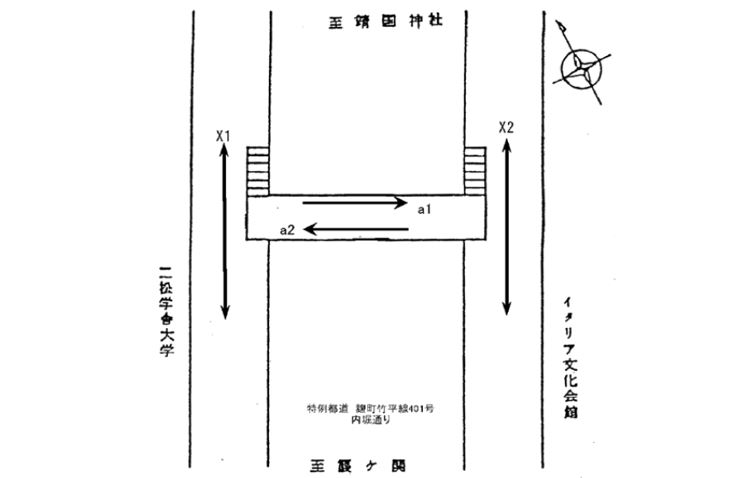 至 靖国 神社
X1
X2
a1
a2
二松学舎大学
イタリア文化会館
特例都道 麹町竹平線401号
内堀通り
至 霞ヶ関